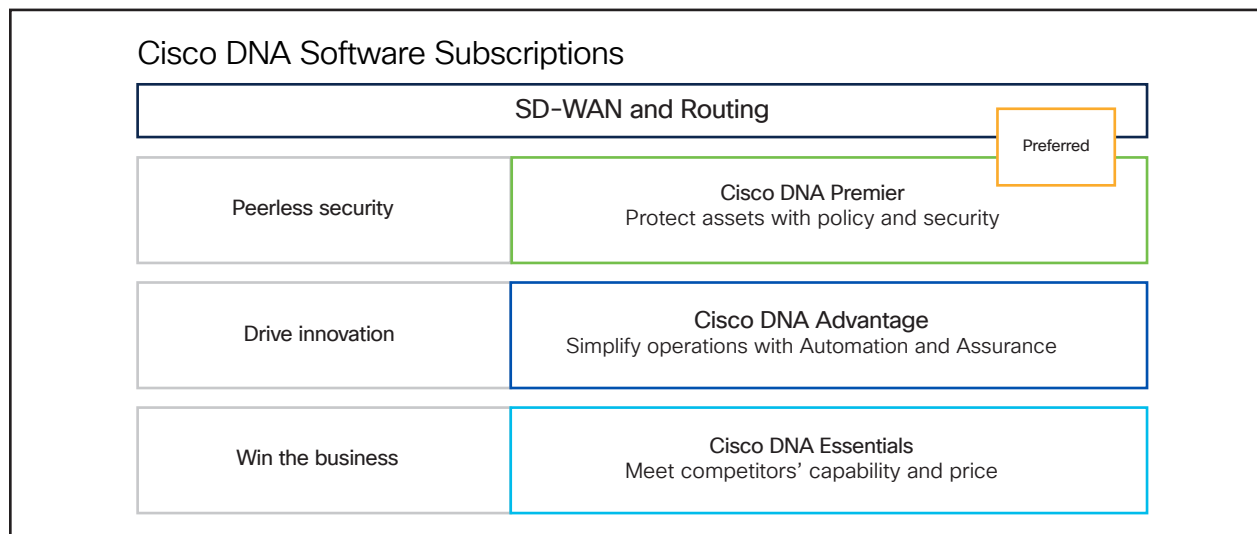 Cisco DNA Software Subscriptions
SD-WAN and Routing
Preferred
Peerless security
Cisco DNA Premier
Protect assets with policy and security
Drive innovation
Cisco DNA Advantage
Simplify operations with Automation and Assurance
Win the business
Cisco DNA Essentials
Meet competitors’ capability and price